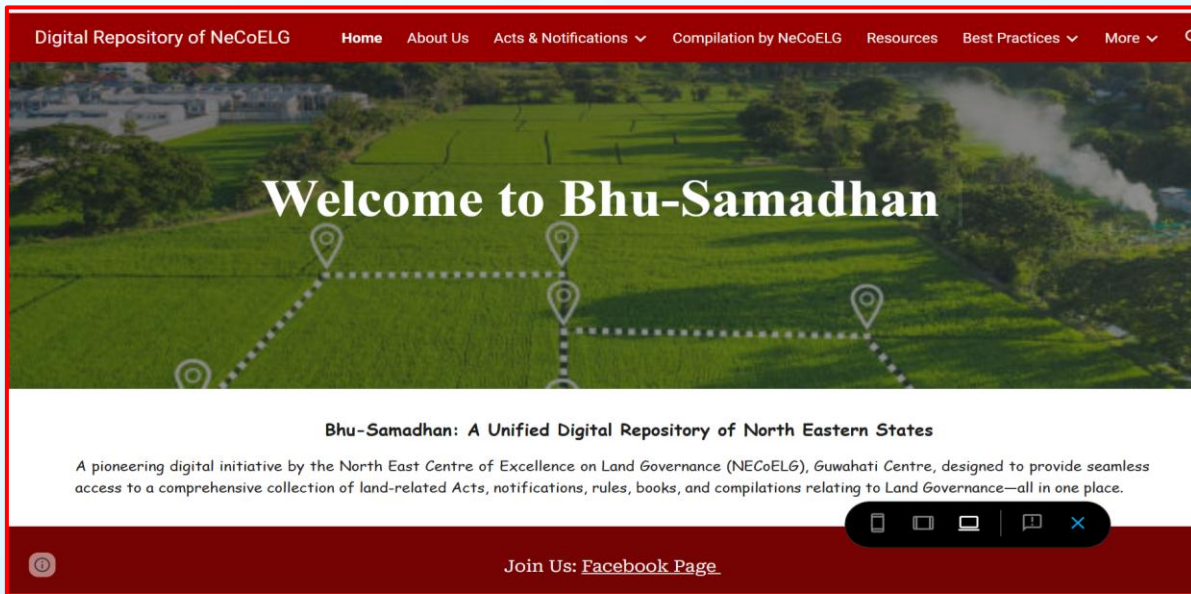 Digital Repository of NeCoELG Home About Us Acts & Notifications Compilation by NeCoELG Resources Best Practices More
Welcome to Bhu-Samadhan
Bhu-Samadhan: A Unified Digital Repository of North Eastern States
A pioneering digital initiative by the North East Centre of Excellence on Land Governance (NECoELG), Guwahati Centre, designed to provide seamless
access to a comprehensive collection of land-related Acts, notifications, rules, books, and compilations relating to Land Governance—all in one place.
Join Us: Facebook Page